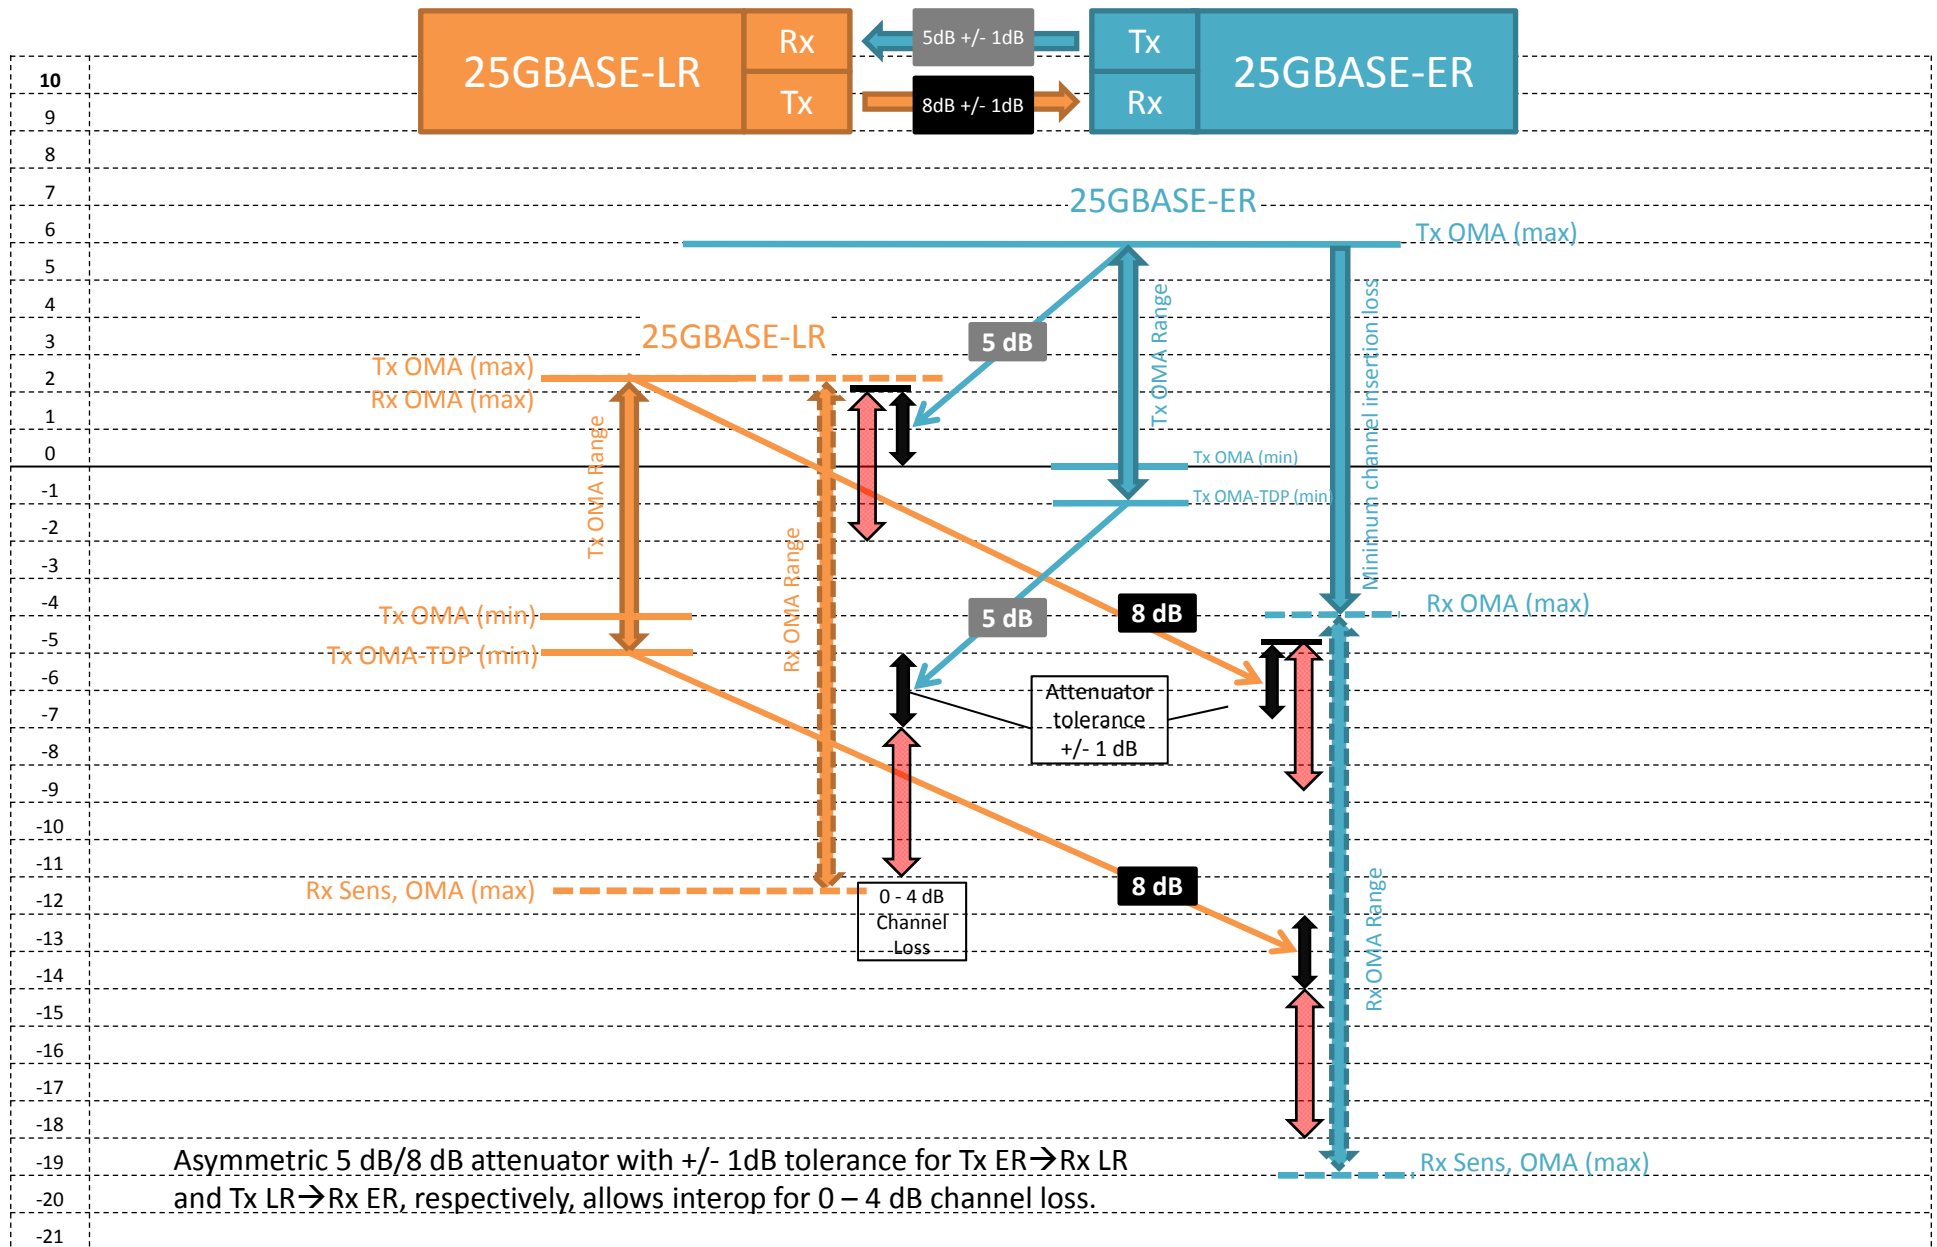 25GBASE-LR
Rx
Tx
5dB +/- 1dB
8dB +/- 1dB
Tx
Rx
25GBASE-ER
10
9
8
7
6
5
4
3
2
1
0
-1
-2
-3
-4
-5
-6
-7
-8
-9
-10
-11
-12
-13
-14
-15
-16
-17
-18
-19
-20
-21
25GBASE-ER
Tx OMA (max)
25GBASE-LR
Tx OMA (max)
Rx OMA (max)
5 dB
Tx OMA Range
Minimum channel insertion loss
Tx OMA Range
Tx OMA (min)
Tx OMA-TDP (min)
Rx OMA Range
Tx OMA (min)
Tx OMA-TDP (min)
5 dB
8 dB
Rx OMA (max)
Attenuator
tolerance
+/- 1 dB
Rx Sens, OMA (max)
0 - 4 dB
Channel
Loss
8 dB
Rx OMA Range
Rx Sens, OMA (max)
Asymmetric 5 dB/8 dB attenuator with +/- 1dB tolerance for Tx ER→Rx LR
and Tx LR→Rx ER, respectively, allows interop for 0 – 4 dB channel loss.